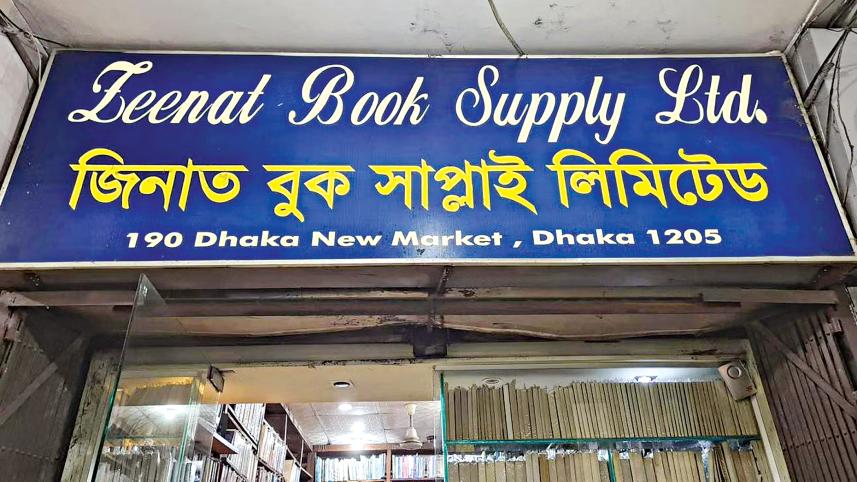 Zeenat Book Supply Ltd.
জিনাত বুক সাপ্লাই লিমিটেড
190 Dhaka New Market , Dhaka 1205